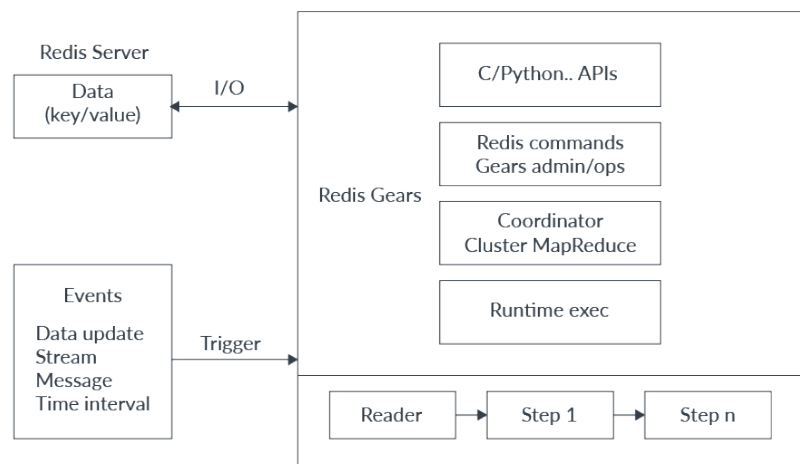 Redis Server
Data
(key/value)
I/O
C/Python.. APIs
Redis commands
Gears admin/ops
Redis Gears
Coordinator
Cluster MapReduce
Runtime exec
Events
Data update
Stream
Message
Time interval
Trigger
Reader
Step 1
Step n